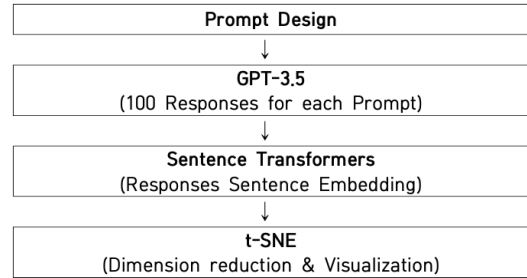 Prompt Design
GPT-3.5
(100 Responses for each Prompt)
Sentence Transformers
(Responses Sentence Embedding)
t-SNE
(Dimension reduction & Visualization)